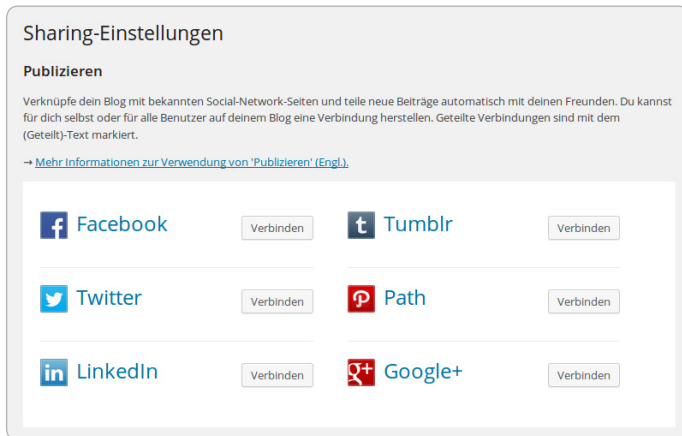 Sharing-Einstellungen
Publizieren
Verknüpfe dein Blog mit bekannten Social-Network-Seiten und teile neue Beiträge automatisch mit deinen Freunden. Du kannst
für dich selbst oder für alle Benutzer auf deinem Blog eine Verbindung herstellen. Geteilte Verbindungen sind mit dem
(Geteilt)-Text markiert.
→ Mehr Informationen zur Verwendung von 'Publizieren' (Engl.).
Facebook Verbinden t Tumblr Verbinden
Twitter Verbinden Path Verbinden
in LinkedIn Verbinden g+ Google+ Verbinden